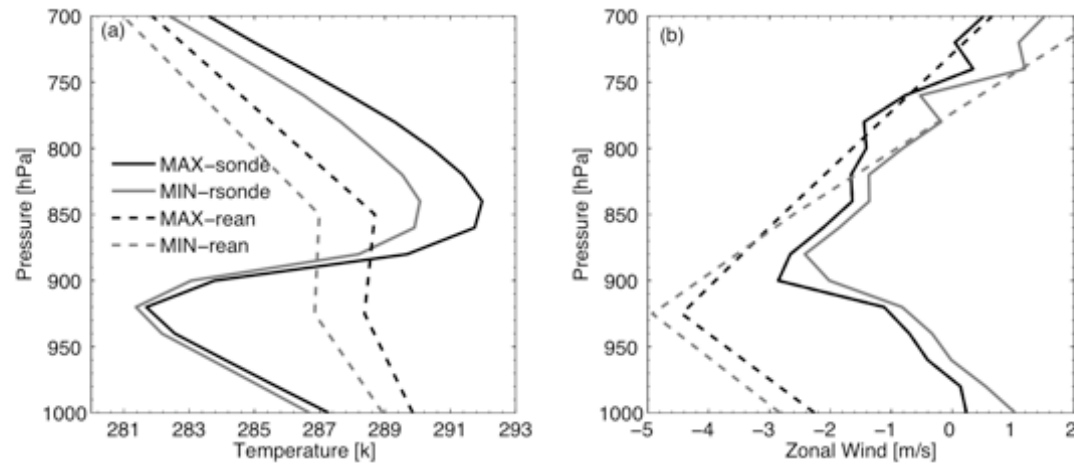 (a)
700
750
800
850
900
950
1000
Pressure [hPa]
MAX−sonde
MIN−rsonde
MAX−rean
MIN−rean
281 283 285 287 289 291 293
Temperature [k]
(b)
700
750
800
850
900
950
1000
Pressure [hPa]
−5 −4 −3 −2 −1 0 1 2
Zonal Wind [m/s]